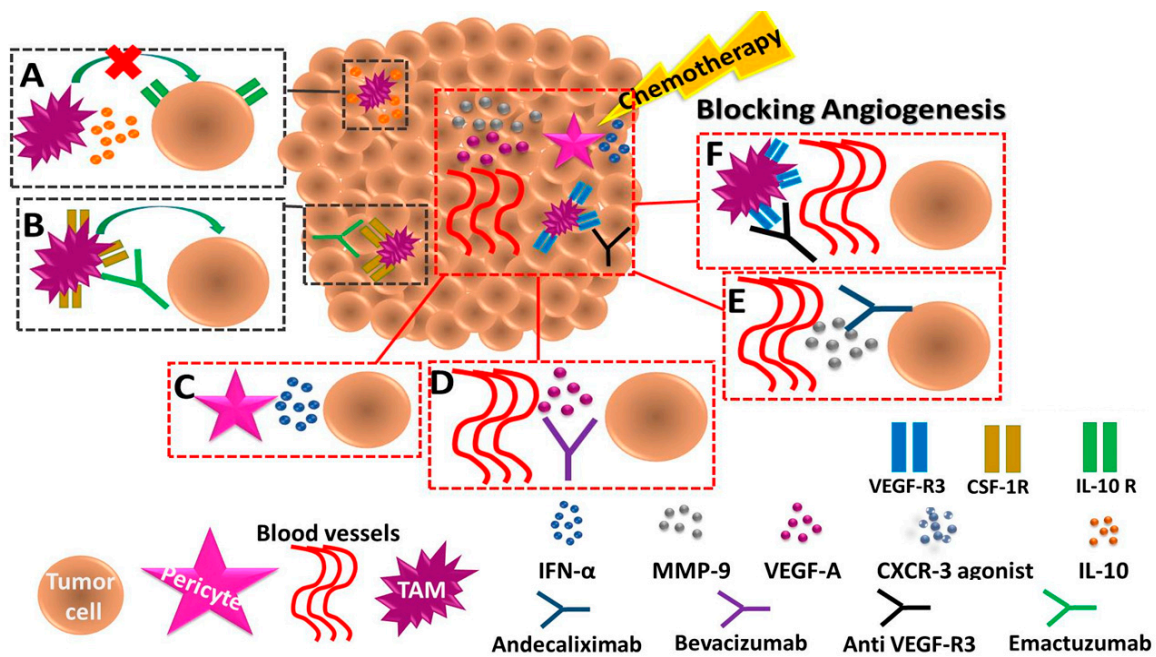 Chemotherapy
Blocking Angiogenesis
A
B
C
D
E
F
VEGF-R3
CSF-1R
IL-10 R
Blood vessels
Tumor
cell
Pericyte
TAM
IFN-α
MMP-9
VEGF-A
CXCR-3 agonist
IL-10
Andecaliximab
Bevacizumab
Anti VEGF-R3
Emactuzumab